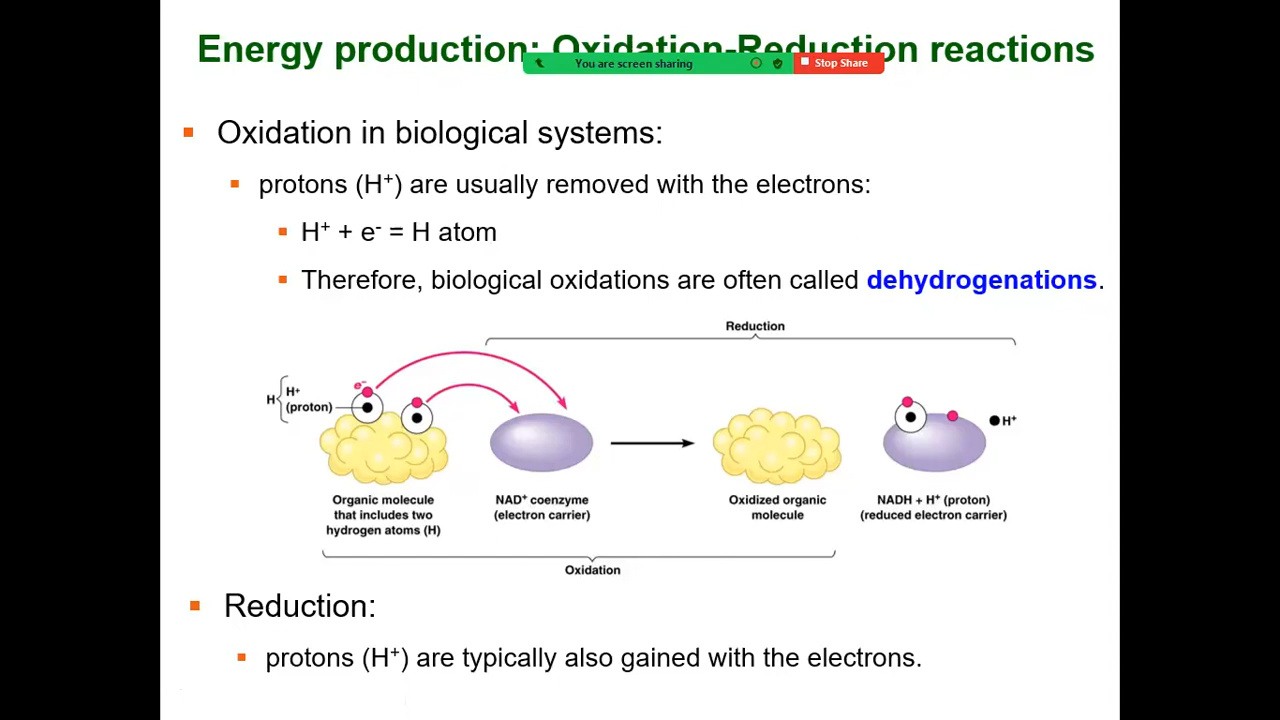 Energy production: Oxidation-Reduction reactions
You are screen sharing
Stop Share
Oxidation in biological systems:
protons (H⁺) are usually removed with the electrons:
H⁺ + e⁻ = H atom
Therefore, biological oxidations are often called dehydrogenations.
Reduction
e⁻
H
H⁺
(proton)
H⁺
Organic molecule
that includes two
hydrogen atoms (H)
NAD⁺ coenzyme
(electron carrier)
Oxidized organic
molecule
NADH + H⁺ (proton)
(reduced electron carrier)
Oxidation
Reduction:
protons (H⁺) are typically also gained with the electrons.